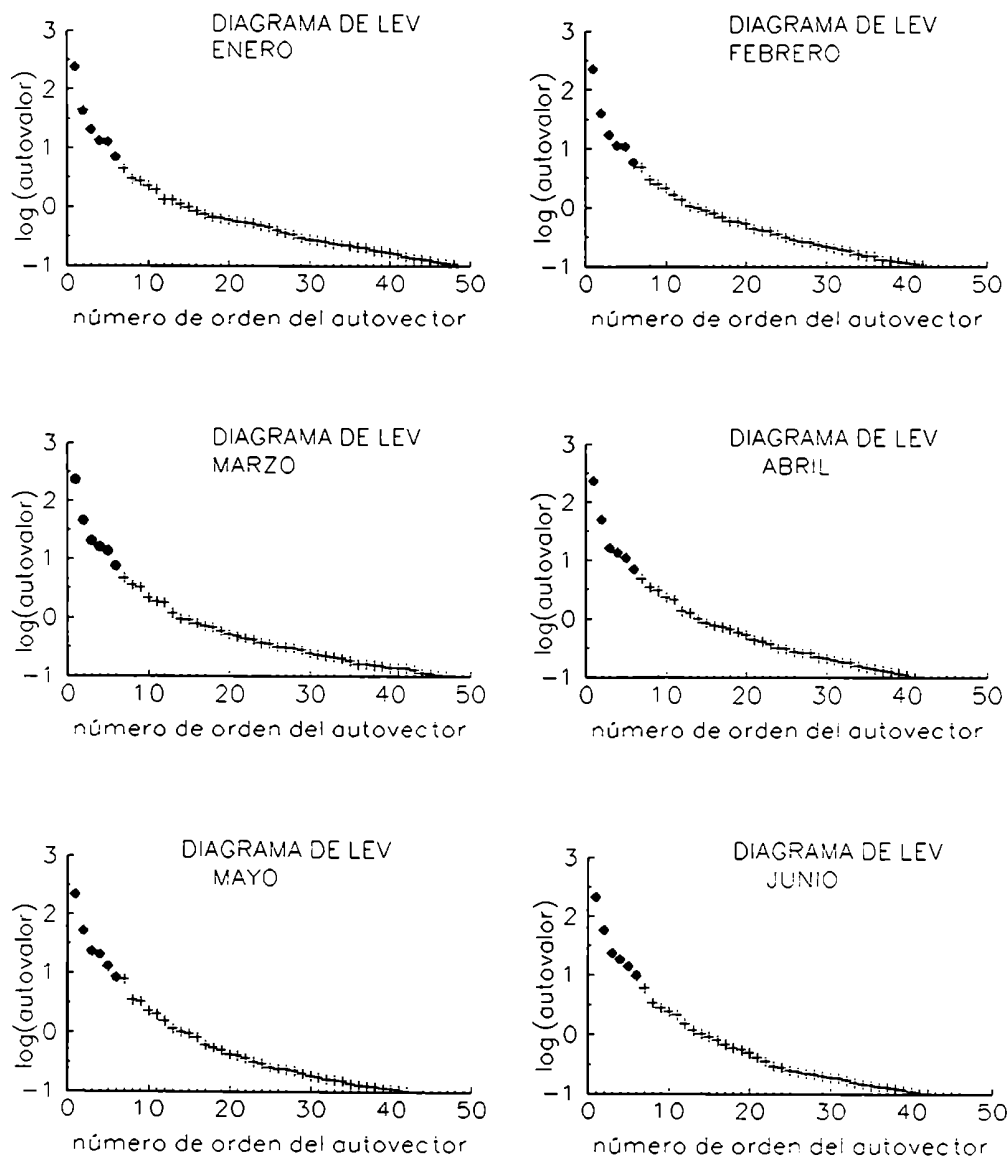 DIAGRAMA DE LEV
ENERO
log(autovalor)
3
2
1
0
−1
0 10 20 30 40 50
número de orden del autovector
DIAGRAMA DE LEV
FEBRERO
log(autovalor)
3
2
1
0
−1
0 10 20 30 40 50
número de orden del autovector
DIAGRAMA DE LEV
MARZO
log(autovalor)
3
2
1
0
−1
0 10 20 30 40 50
número de orden del autovector
DIAGRAMA DE LEV
ABRIL
log(autovalor)
3
2
1
0
−1
0 10 20 30 40 50
número de orden del autovector
DIAGRAMA DE LEV
MAYO
log(autovalor)
3
2
1
0
−1
0 10 20 30 40 50
número de orden del autovector
DIAGRAMA DE LEV
JUNIO
log(autovalor)
3
2
1
0
−1
0 10 20 30 40 50
número de orden del autovector